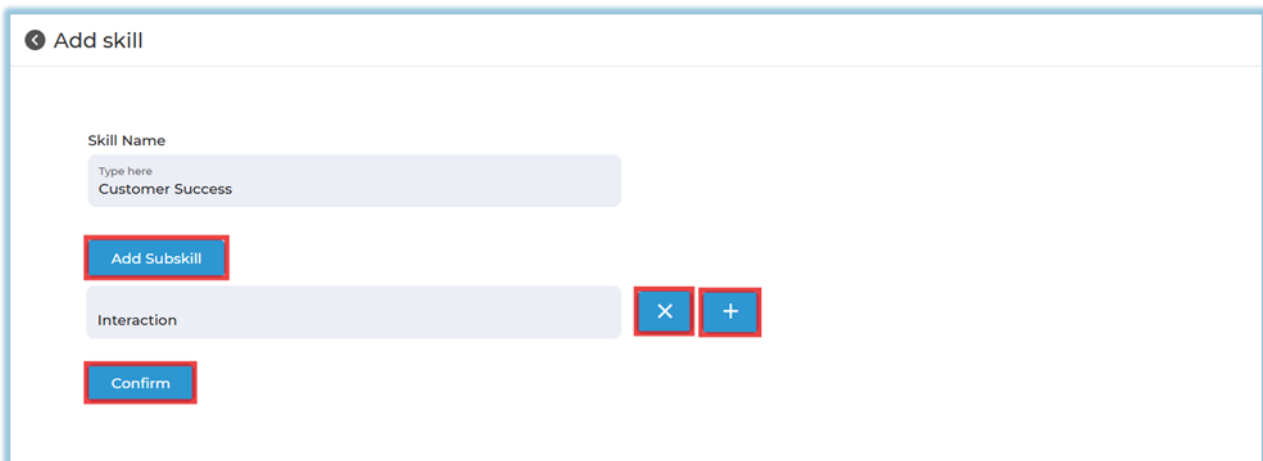 Add skill
Skill Name
Type here
Customer Success
Add Subskill
Interaction
Confirm